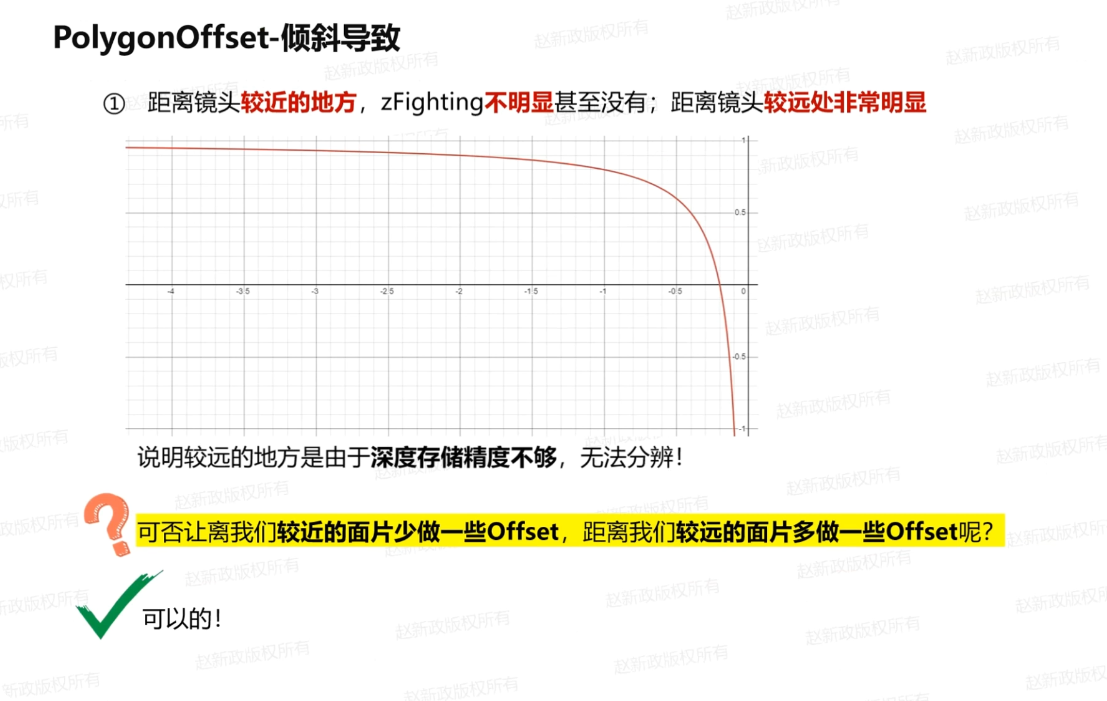 PolygonOffset-倾斜导致
① 距离镜头较近的地方，zFighting不明显甚至没有；距离镜头较远处非常明显
1
0.5
-4 -3.5 -3 -2.5 -2 -1.5 -1 -0.5 0
-0.5
-1
说明较远的地方是由于深度存储精度不够，无法分辨！
可否让离我们较近的面片少做一些Offset，距离我们较远的面片多做一些Offset呢？
可以的！
赵新政版权所有